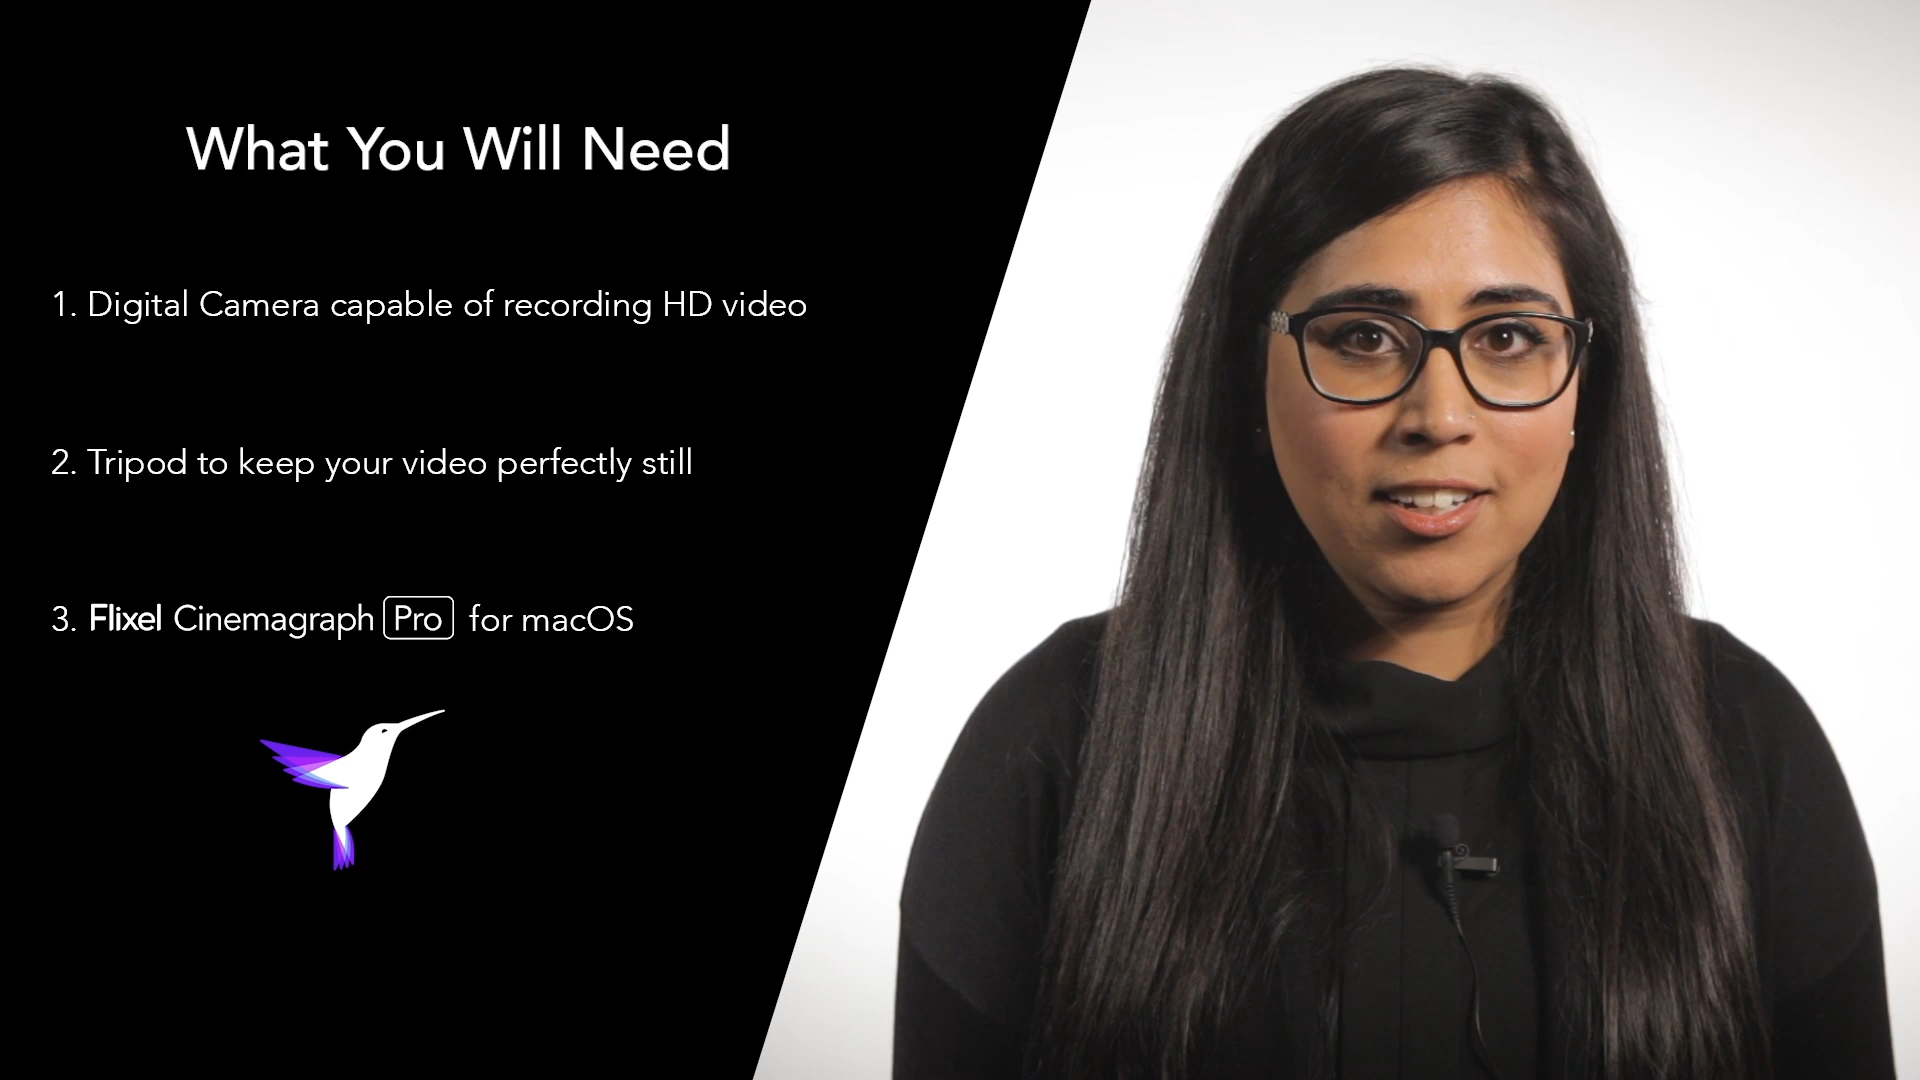 What You Will Need
1. Digital Camera capable of recording HD video
2. Tripod to keep your video perfectly still
3. Flixel Cinemagraph Pro for macOS